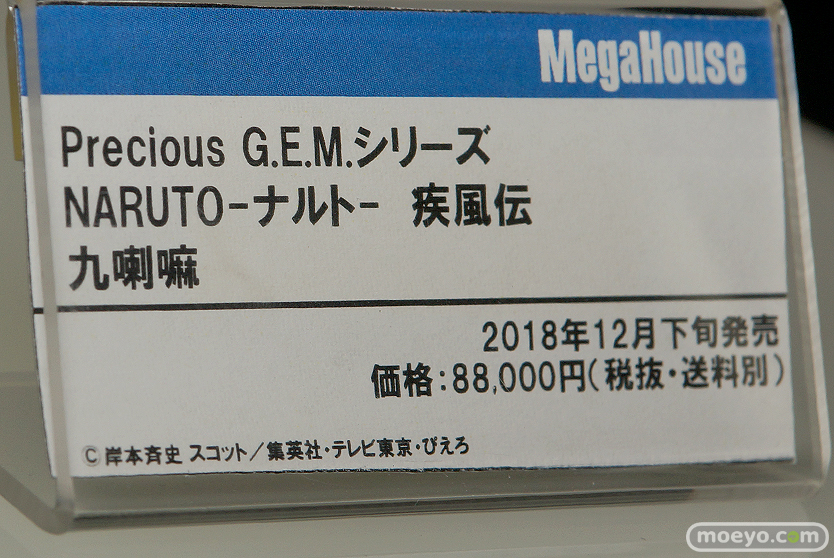 MegaHouse
Precious G.E.M.シリーズ
NARUTO-ナルト- 疾風伝
九喇嘛
2018年12月下旬発売
価格:88,000円(税抜・送料別)
©岸本斉史 スコット/集英社・テレビ東京・ぴえろ
moeyo.com